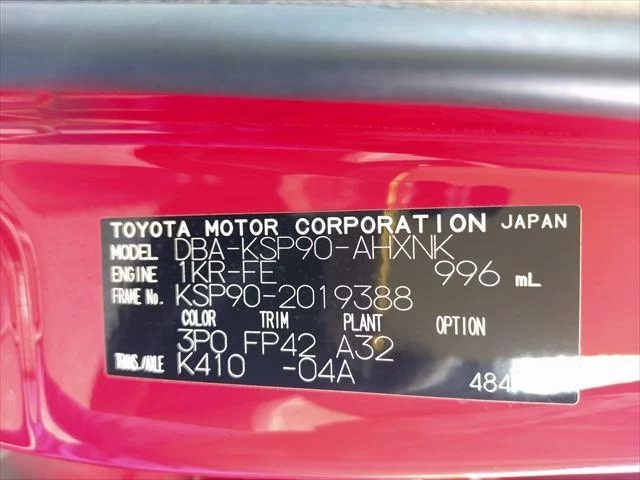 TOYOTA MOTOR CORPORATION JAPAN
MODEL DBA-KSP90-AHXNK
ENGINE 1KR-FE 996 mL
FRAME No. KSP90-2019388
COLOR TRIM PLANT OPTION
3P0 FP42 A32
TRANS./AXLE K410 -04A
484